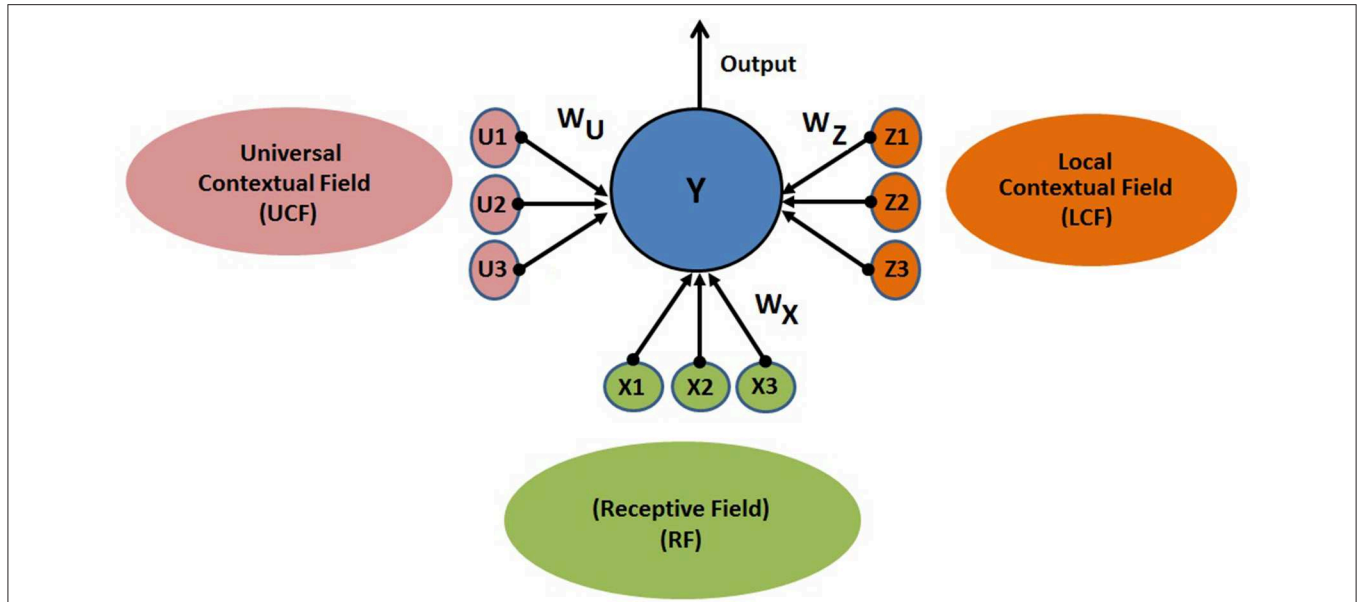 Output
W_U
W_Z
U1
U2
U3
Z1
Z2
Z3
Y
Universal
Contextual Field
(UCF)
Local
Contextual Field
(LCF)
W_X
X1 X2 X3
(Receptive Field)
(RF)